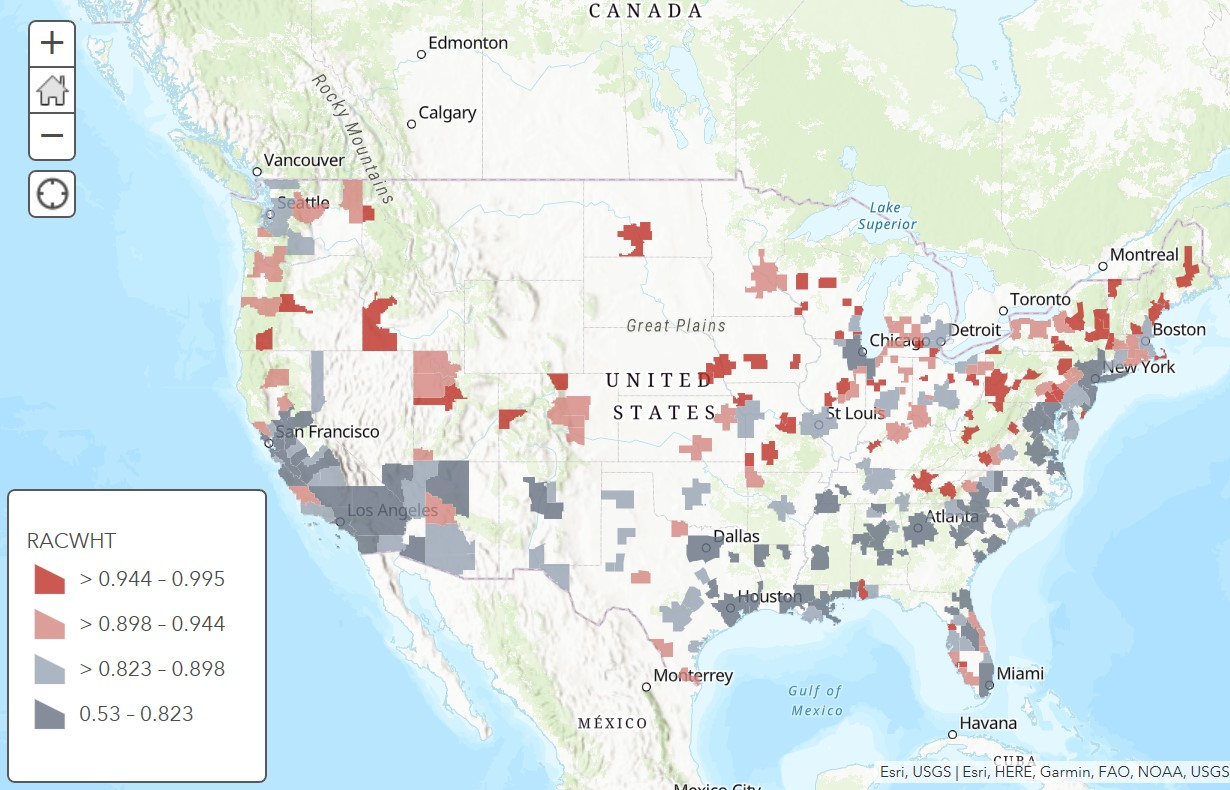 CANADA
Edmonton
Rocky Mountains
Calgary
Vancouver
Seattle
Lake
Superior
Montreal
Toronto
Great Plains
Chicago
Detroit
Boston
New York
UNITED
STATES
St Louis
San Francisco
Los Angeles
Atlanta
Dallas
Houston
Monterrey
Miami
Gulf of
Mexico
MÉXICO
Havana
CUBA
Mexico City
+
−
RACWHT
> 0.944 – 0.995
> 0.898 – 0.944
> 0.823 – 0.898
0.53 – 0.823
Esri, USGS | Esri, HERE, Garmin, FAO, NOAA, USGS